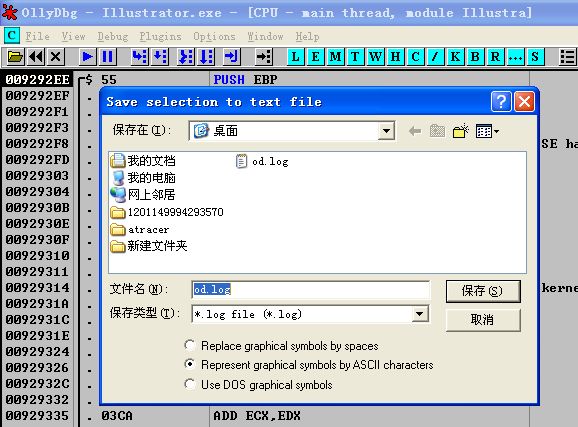 OllyDbg - Illustrator.exe - [CPU - main thread, module Illustra]
C File View Debug Plugins Options Window Help
L E M T W H C / K B R ... S
009292EE $ 55 PUSH EBP
009292EF .
009292F1 .
Save selection to text file
009292F3 .
保存在(I): 桌面
009292F8 . SE ha
009292FD .
我的文档 od.log
00929303 .
我的电脑
00929304 .
网上邻居
0092930B .
1201149994293570
0092930E .
atracer
0092930F .
新建文件夹
00929310 .
00929311 .
00929314 . kerne
文件名(N): od.log 保存(S)
0092931A .
保存类型(T): *.log file (*.log) 取消
0092931C .
0092931E .
Replace graphical symbols by spaces
00929324 .
Represent graphical symbols by ASCII characters
00929326 .
Use DOS graphical symbols
0092932C .
00929332 .
00929335 . 03CA ADD ECX,EDX